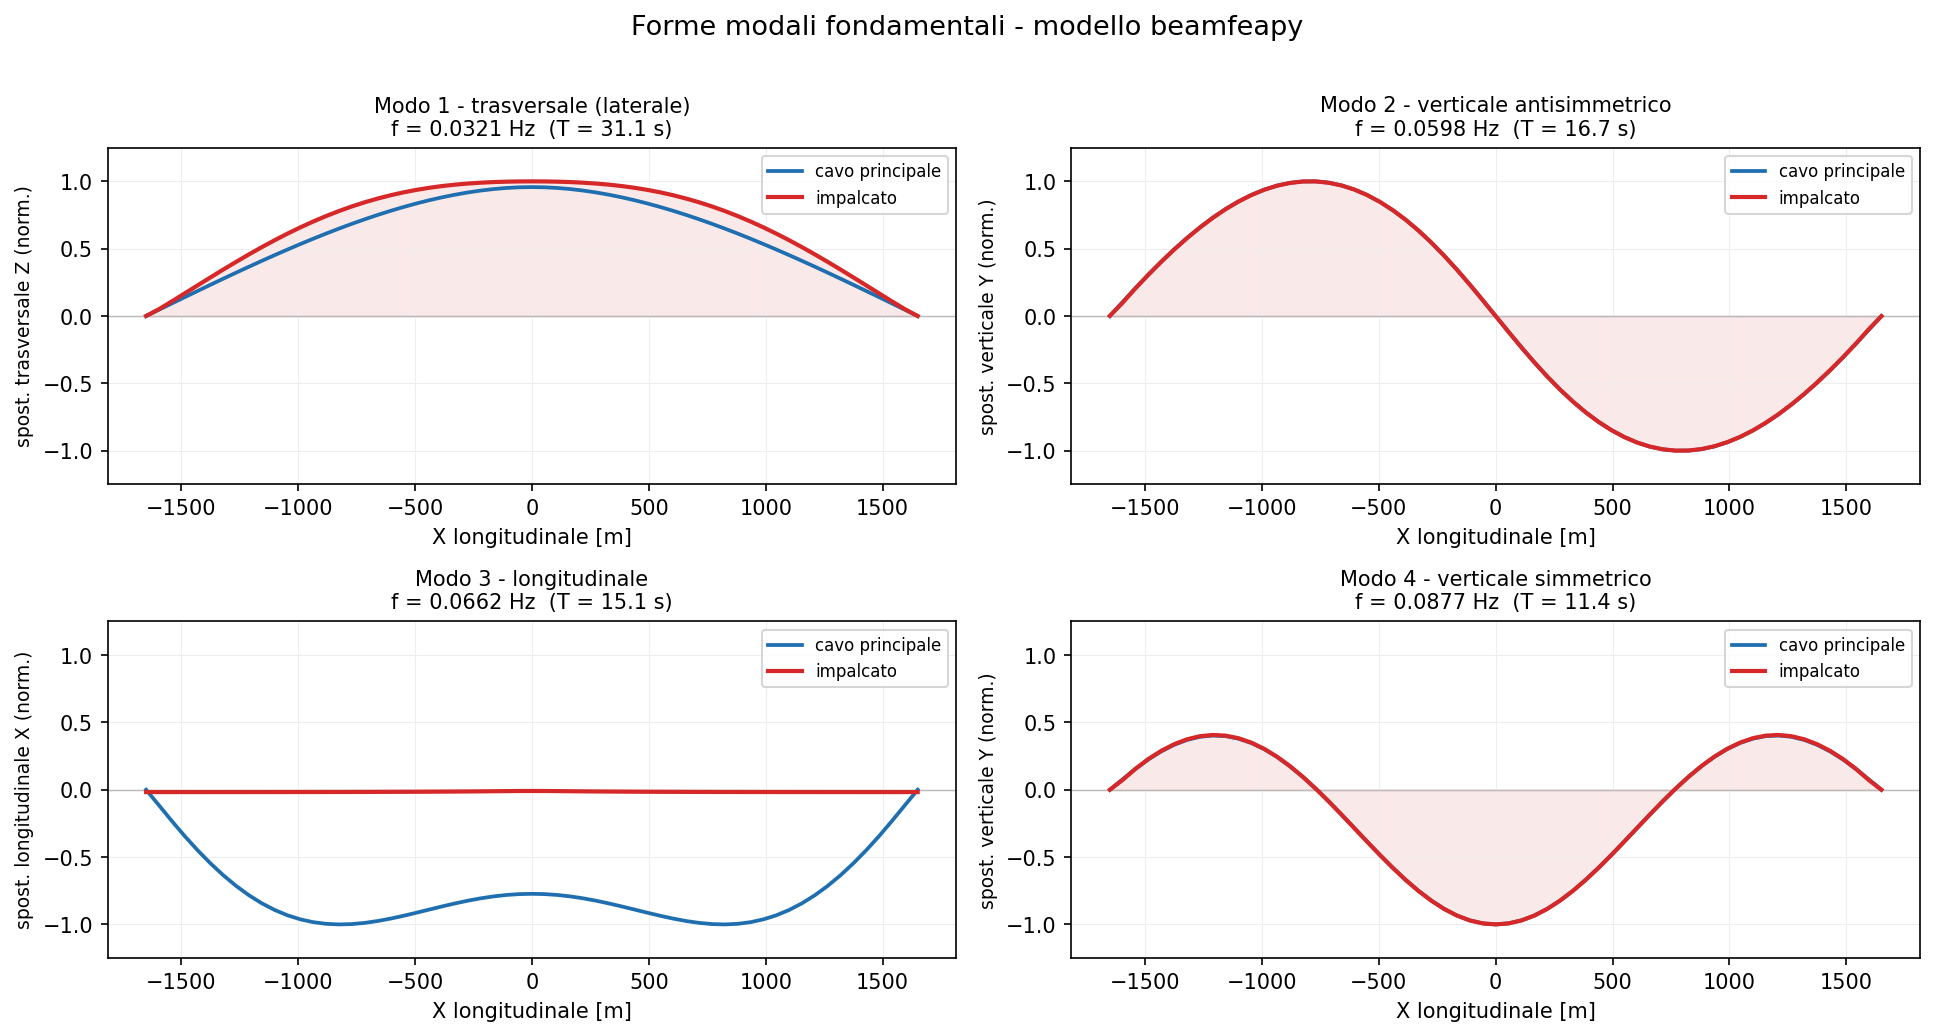 Forme modali fondamentali - modello beamfeapy
Modo 1 - trasversale (laterale)
f = 0.0321 Hz  (T = 31.1 s)
cavo principale
impalcato
spost. trasversale Z (norm.)
1.0
0.5
0.0
−0.5
−1.0
−1500 −1000 −500 0 500 1000 1500
X longitudinale [m]
Modo 2 - verticale antisimmetrico
f = 0.0598 Hz  (T = 16.7 s)
cavo principale
impalcato
spost. verticale Y (norm.)
1.0
0.5
0.0
−0.5
−1.0
−1500 −1000 −500 0 500 1000 1500
X longitudinale [m]
Modo 3 - longitudinale
f = 0.0662 Hz  (T = 15.1 s)
cavo principale
impalcato
spost. longitudinale X (norm.)
1.0
0.5
0.0
−0.5
−1.0
−1500 −1000 −500 0 500 1000 1500
X longitudinale [m]
Modo 4 - verticale simmetrico
f = 0.0877 Hz  (T = 11.4 s)
cavo principale
impalcato
spost. verticale Y (norm.)
1.0
0.5
0.0
−0.5
−1.0
−1500 −1000 −500 0 500 1000 1500
X longitudinale [m]